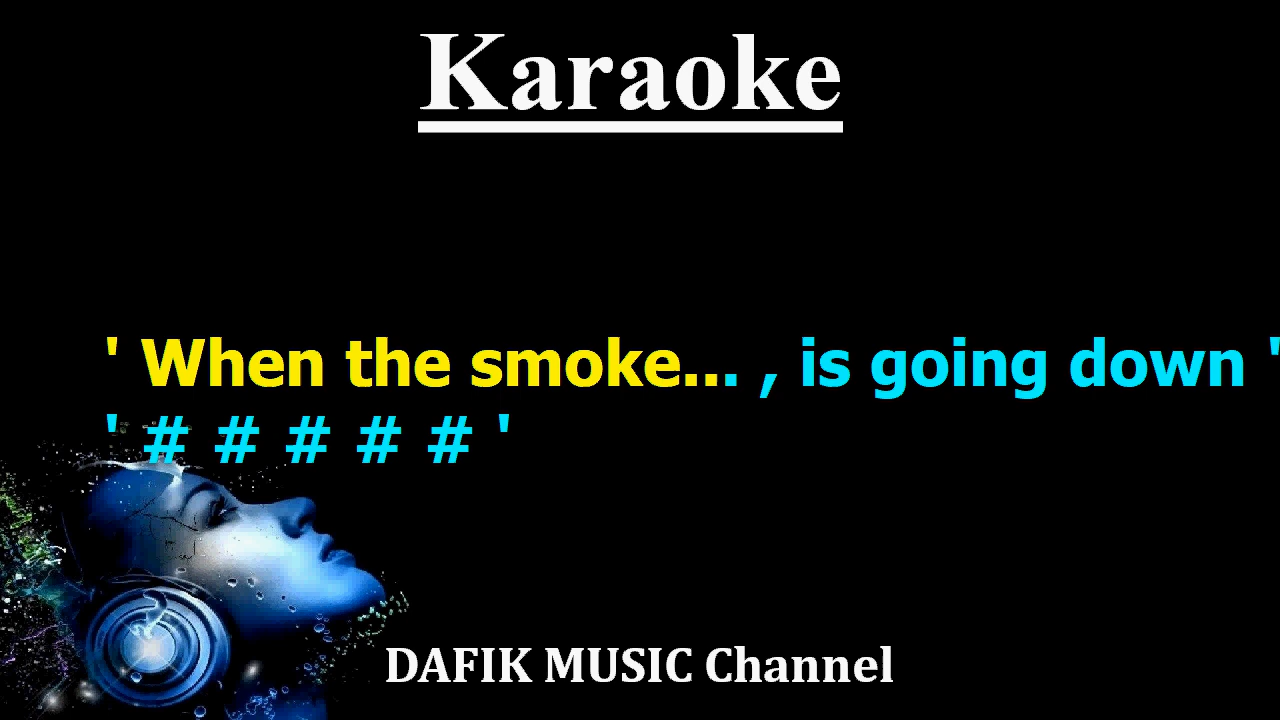 Karaoke
' When the smoke... , is going down '
' # # # # # '
DAFIK MUSIC Channel